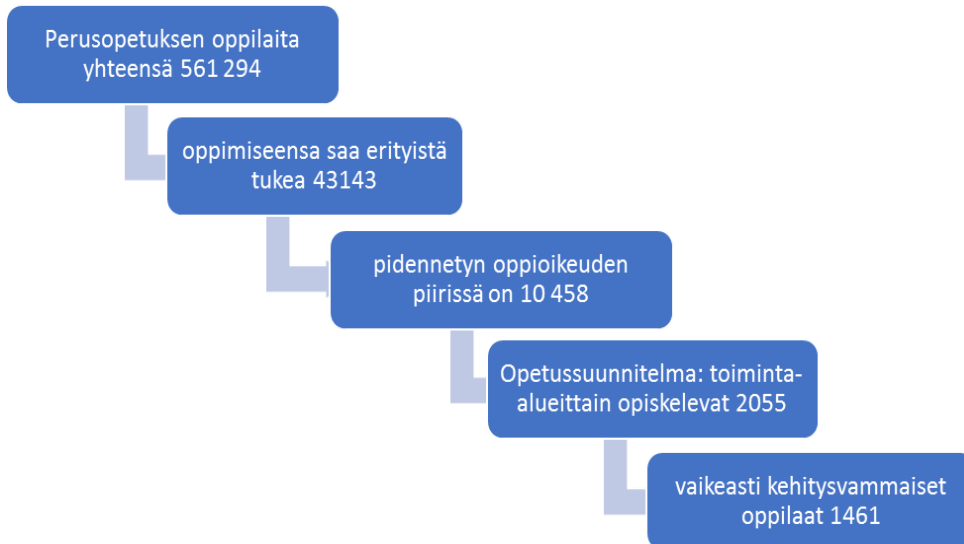 Perusopetuksen oppilaita
yhteensä 561 294
oppimiseensa saa erityistä
tukea 43143
pidennetyn oppioikeuden
piirissä on 10 458
Opetussuunnitelma: toiminta-
alueittain opiskelevat 2055
vaikeasti kehitysvammaiset
oppilaat 1461